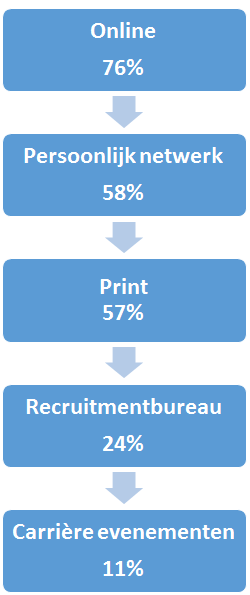 Online
76%
Persoonlijk netwerk
58%
Print
57%
Recruitmentbureau
24%
Carrière evenementen
11%